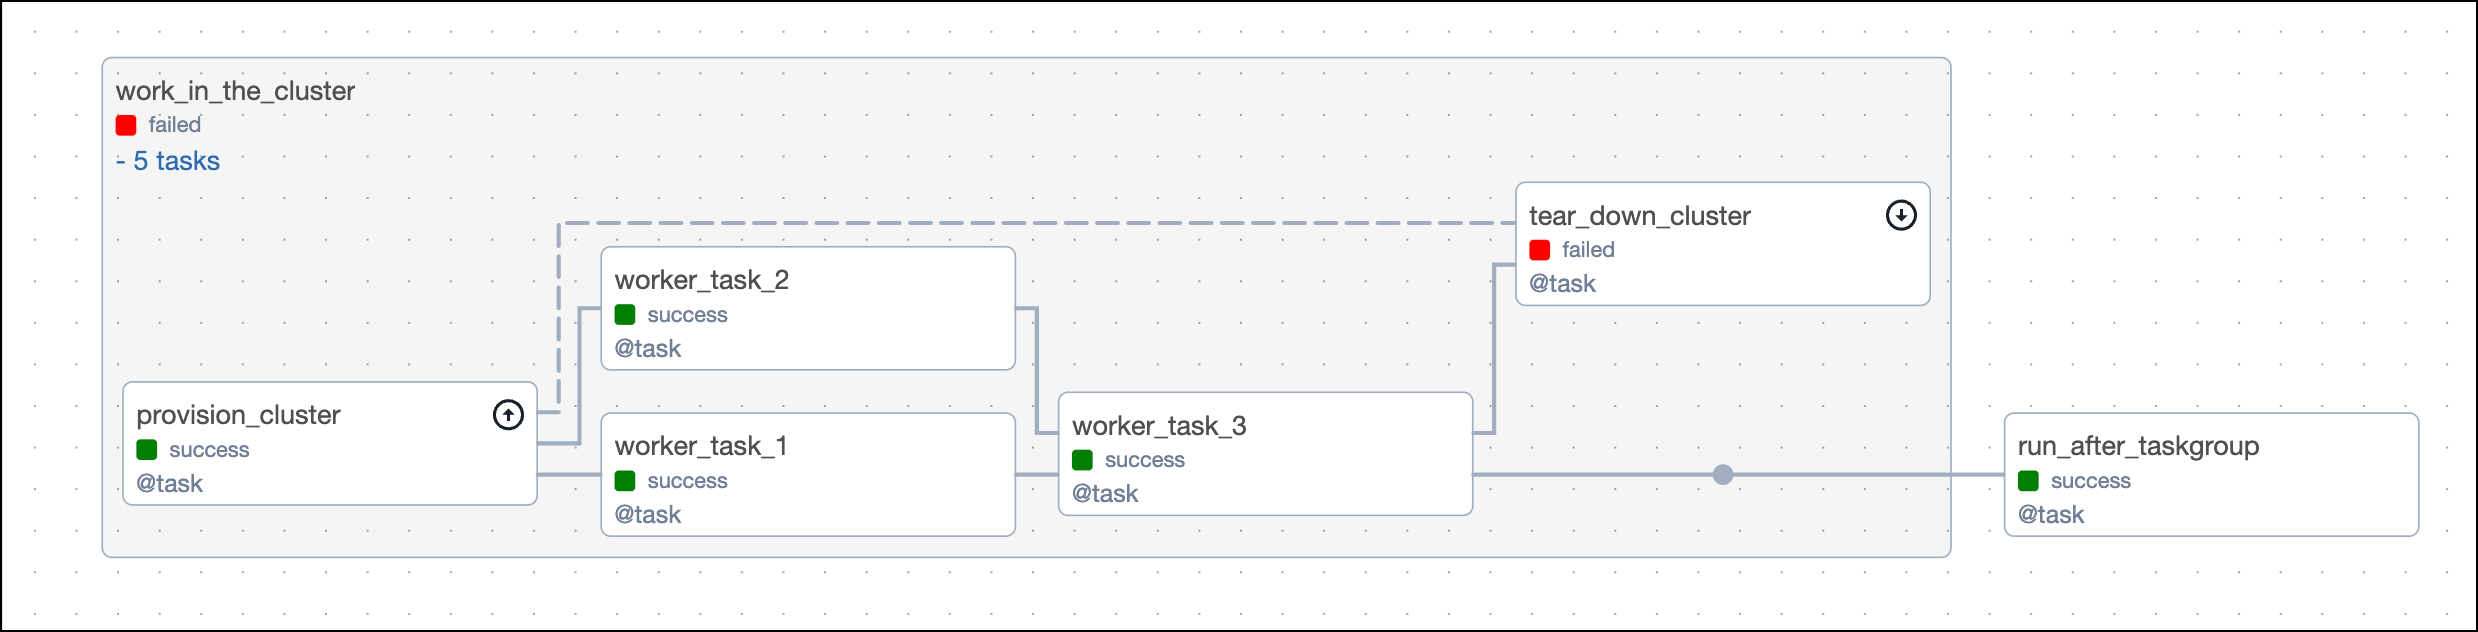 work_in_the_cluster
failed
- 5 tasks
tear_down_cluster
failed
@task
worker_task_2
success
@task
provision_cluster
success
@task
worker_task_1
success
@task
worker_task_3
success
@task
run_after_taskgroup
success
@task